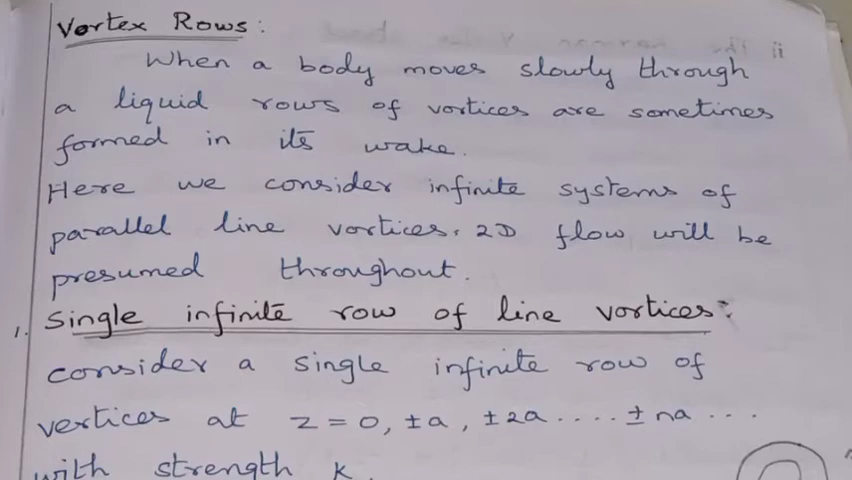 Vortex Rows:
When a body moves slowly through
a liquid rows of vortices are sometimes
formed in its wake.
Here we consider infinite systems of
parallel line vortices. 2D flow will be
presumed throughout.
1. Single infinite row of line vortices:
consider a single infinite row of
vertices at z = 0, ±a, ±2a .... ± na ...
with strength k.